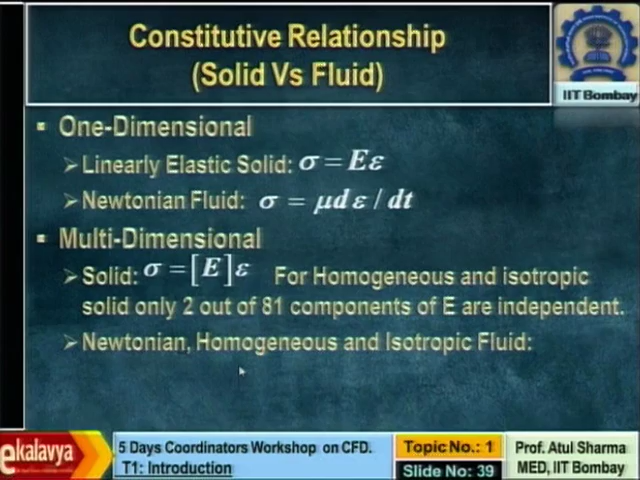 Constitutive Relationship
(Solid Vs Fluid)
IIT Bombay
▪ One-Dimensional
➢ Linearly Elastic Solid: σ = Eε
➢ Newtonian Fluid: σ = μd ε / dt
▪ Multi-Dimensional
➢ Solid: σ = [E]ε For Homogeneous and isotropic
solid only 2 out of 81 components of E are independent.
➢ Newtonian, Homogeneous and Isotropic Fluid:
ekalavya
5 Days Coordinators Workshop on CFD.
T1: Introduction
Topic No.: 1
Slide No: 39
Prof. Atul Sharma
MED, IIT Bombay